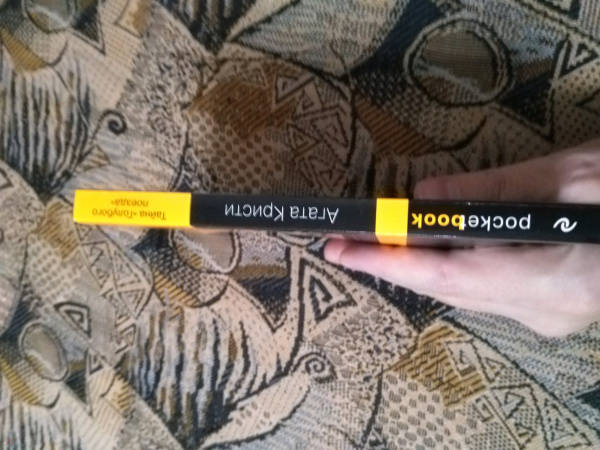 pocketbook
Агата Кристи
Тайна «Голубого
поезда»